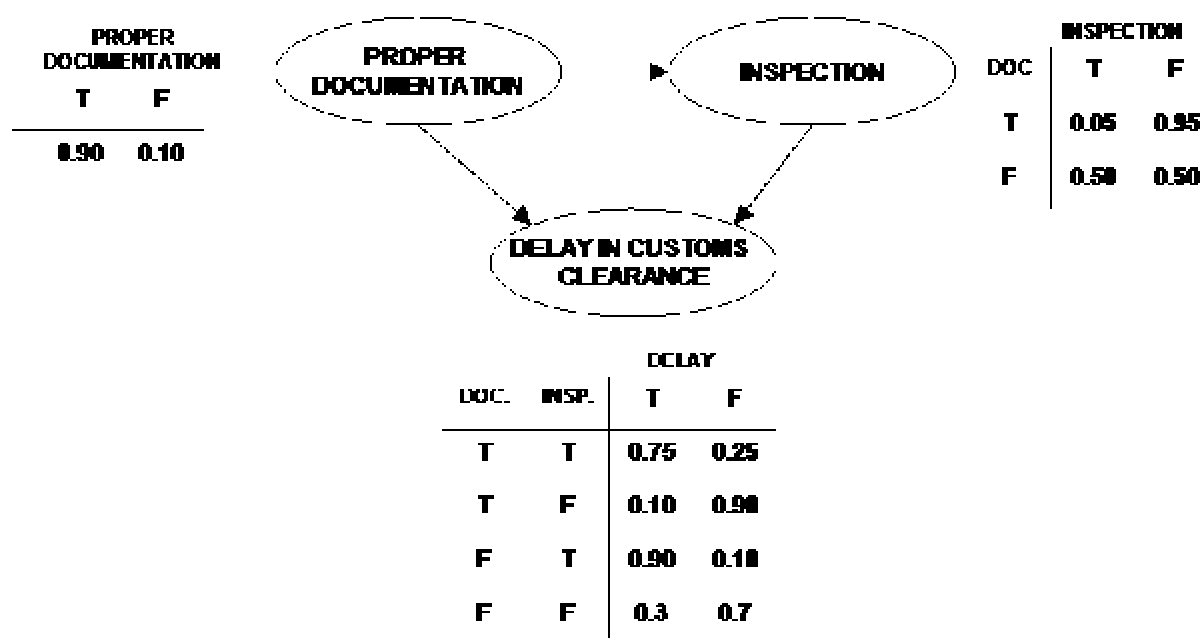 PROPER
DOCUMENTATION
T F
0.90 0.10
PROPER
DOCUMENTATION
INSPECTION
INSPECTION
DOC T F
T 0.05 0.95
F 0.50 0.50
DELAY IN CUSTOMS
CLEARANCE
DELAY
DOC. INSP. T F
T T 0.75 0.25
T F 0.10 0.90
F T 0.90 0.10
F F 0.3 0.7